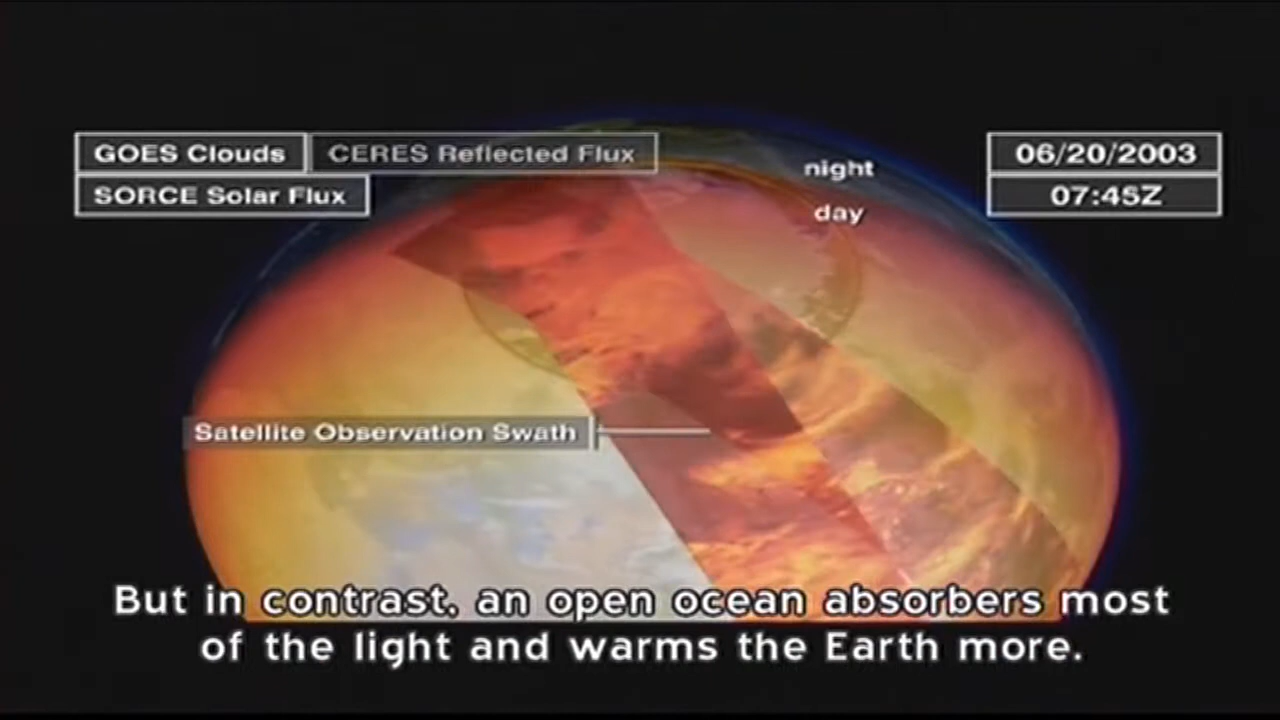 GOES Clouds CERES Reflected Flux
SORCE Solar Flux
night
day
06/20/2003
07:45Z
Satellite Observation Swath
But in contrast, an open ocean absorbers most
of the light and warms the Earth more.